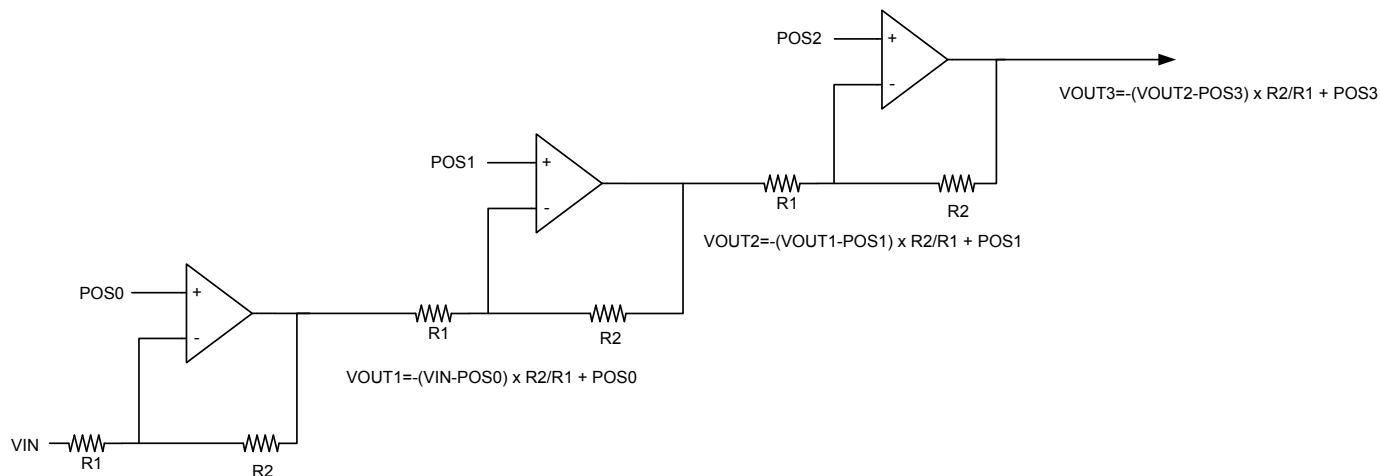 POS2
+
-
VOUT3=-(VOUT2-POS3) x R2/R1 + POS3
POS1
+
-
R1
R2
VOUT2=-(VOUT1-POS1) x R2/R1 + POS1
POS0
+
-
R1
R2
VOUT1=-(VIN-POS0) x R2/R1 + POS0
VIN
R1
R2